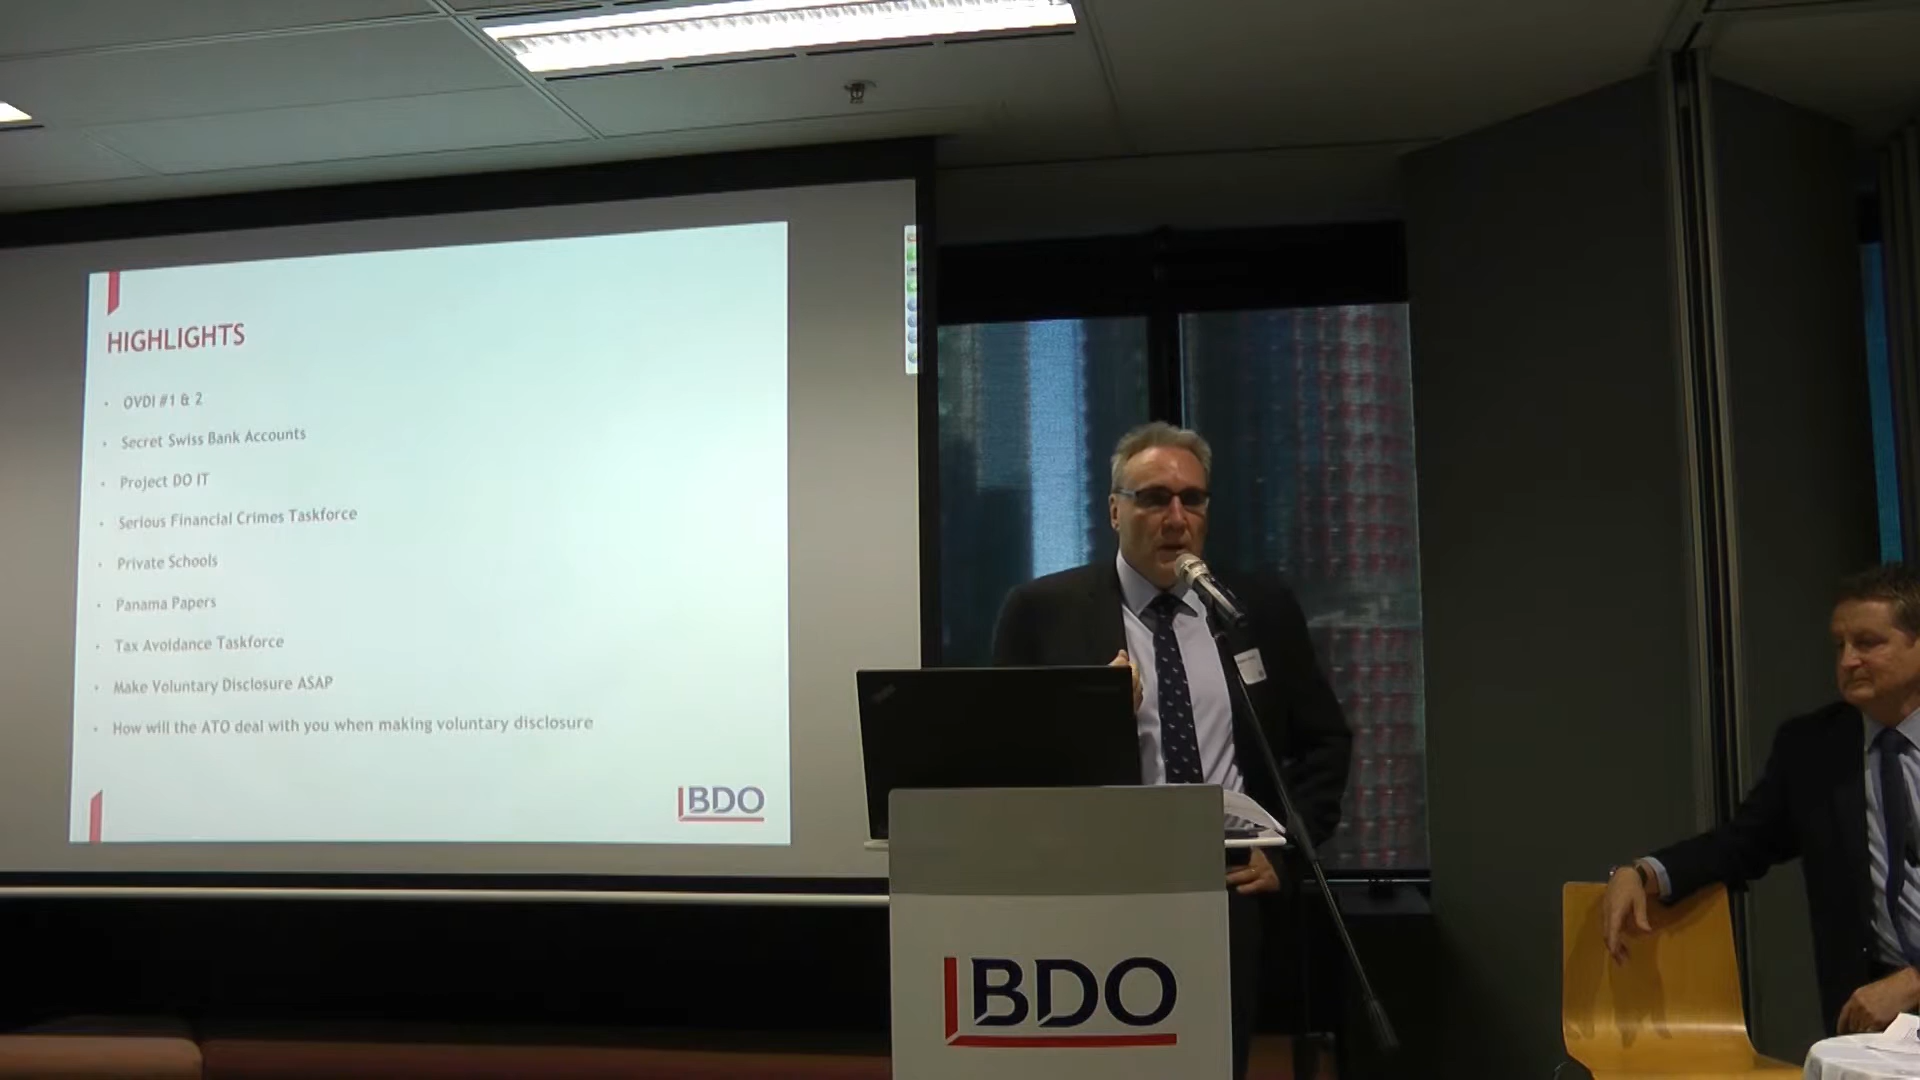 HIGHLIGHTS
OVDI #1 & 2
Secret Swiss Bank Accounts
Project DO IT
Serious Financial Crimes Taskforce
Private Schools
Panama Papers
Tax Avoidance Taskforce
Make Voluntary Disclosure ASAP
How will the ATO deal with you when making voluntary disclosure
BDO
BDO